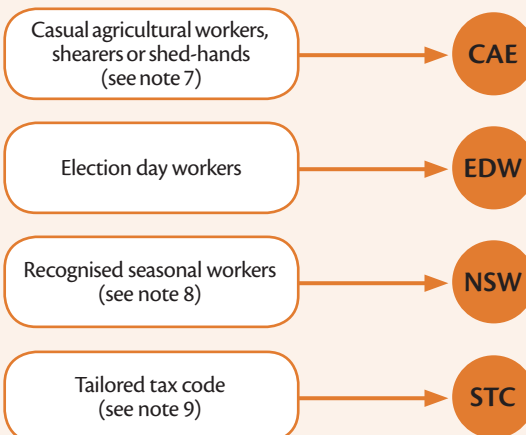 Casual agricultural workers,
shearers or shed-hands
(see note 7)
CAE
Election day workers
EDW
Recognised seasonal workers
(see note 8)
NSW
Tailored tax code
(see note 9)
STC